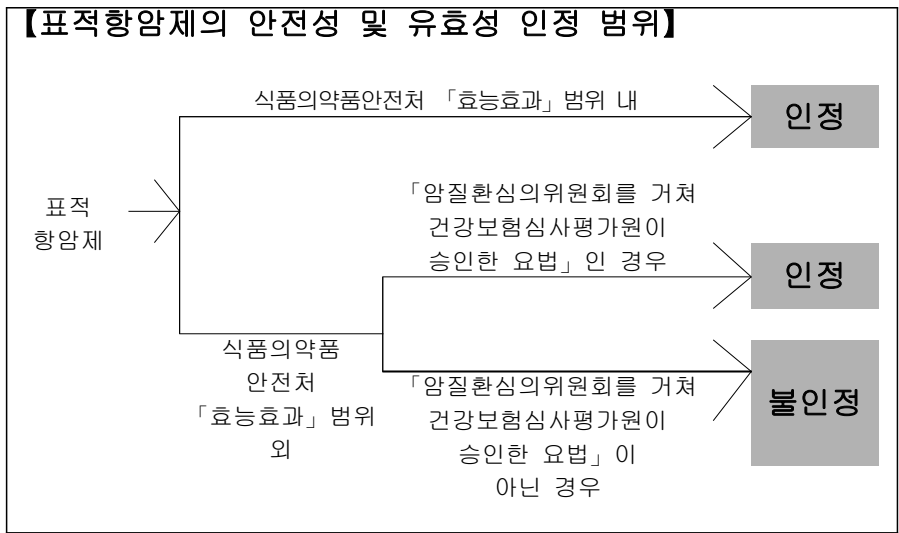 【표적항암제의 안전성 및 유효성 인정 범위】
식품의약품안전처 「효능효과」범위 내
인정
표적
항암제
「암질환심의위원회를 거쳐
건강보험심사평가원이
승인한 요법」인 경우
인정
식품의약품
안전처
「효능효과」범위
외
「암질환심의위원회를 거쳐
건강보험심사평가원이
승인한 요법」이
아닌 경우
불인정